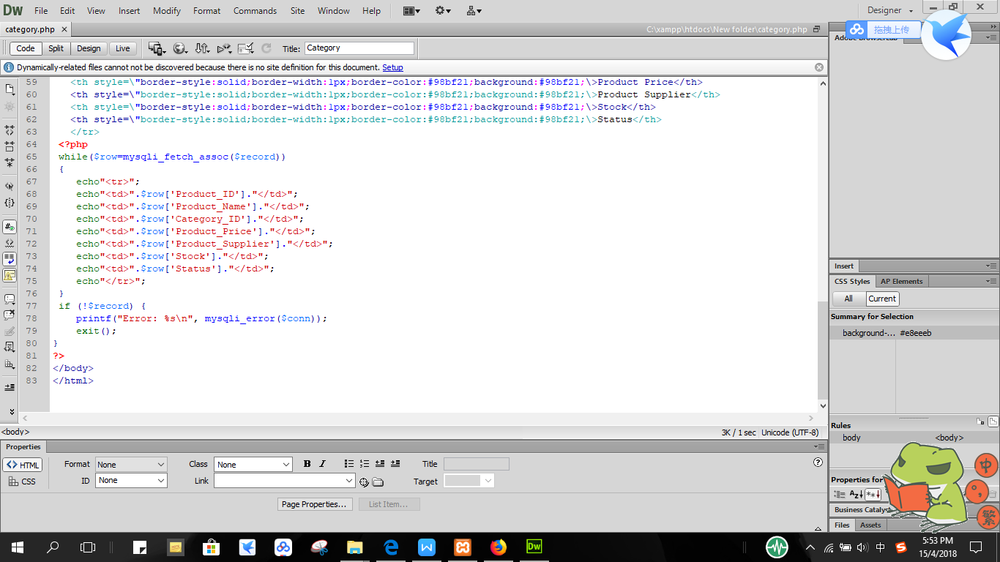 Dw File Edit View Insert Modify Format Commands Site Window Help Designer
category.php C:\xampp\htdocs\New folder\category.php
拖拽上传
Code Split Design Live Title: Category
Dynamically-related files cannot not be discovered because there is no site definition for this document. Setup
59 <th style=\"border-style:solid;border-width:1px;border-color:#98bf21;background:#98bf21;\>Product Price</th>
60 <th style=\"border-style:solid;border-width:1px;border-color:#98bf21;background:#98bf21;\>Product Supplier</th>
61 <th style=\"border-style:solid;border-width:1px;border-color:#98bf21;background:#98bf21;\>Stock</th>
62 <th style=\"border-style:solid;border-width:1px;border-color:#98bf21;background:#98bf21;\>Status</th>
63 </tr>
64 <?php
65 while($row=mysqli_fetch_assoc($record))
66 {
67 echo"<tr>";
68 echo"<td>".$row['Product_ID']."</td>";
69 echo"<td>".$row['Product_Name']."</td>";
70 echo"<td>".$row['Category_ID']."</td>";
71 echo"<td>".$row['Product_Price']."</td>";
72 echo"<td>".$row['Product_Supplier']."</td>";
73 echo"<td>".$row['Stock']."</td>";
74 echo"<td>".$row['Status']."</td>";
75 echo"</tr>";
76 }
77 if (!$record) {
78 printf("Error: %s\n", mysqli_error($conn));
79 exit();
80 }
81 ?>
82 </body>
83 </html>
<body> 3K / 1 sec Unicode (UTF-8)
Adobe BrowserLab
Insert
CSS Styles AP Elements
All Current
Summary for Selection
background-... #e8eeeb
Rules
body <body>
Properties for
Az↓ **↓
Business Catalyst
Files Assets
Properties
<> HTML Format None Class None B I Title
CSS ID None Link Target
Page Properties... List Item...
中
°,
繁
W Dw 中 S
5:53 PM
15/4/2018